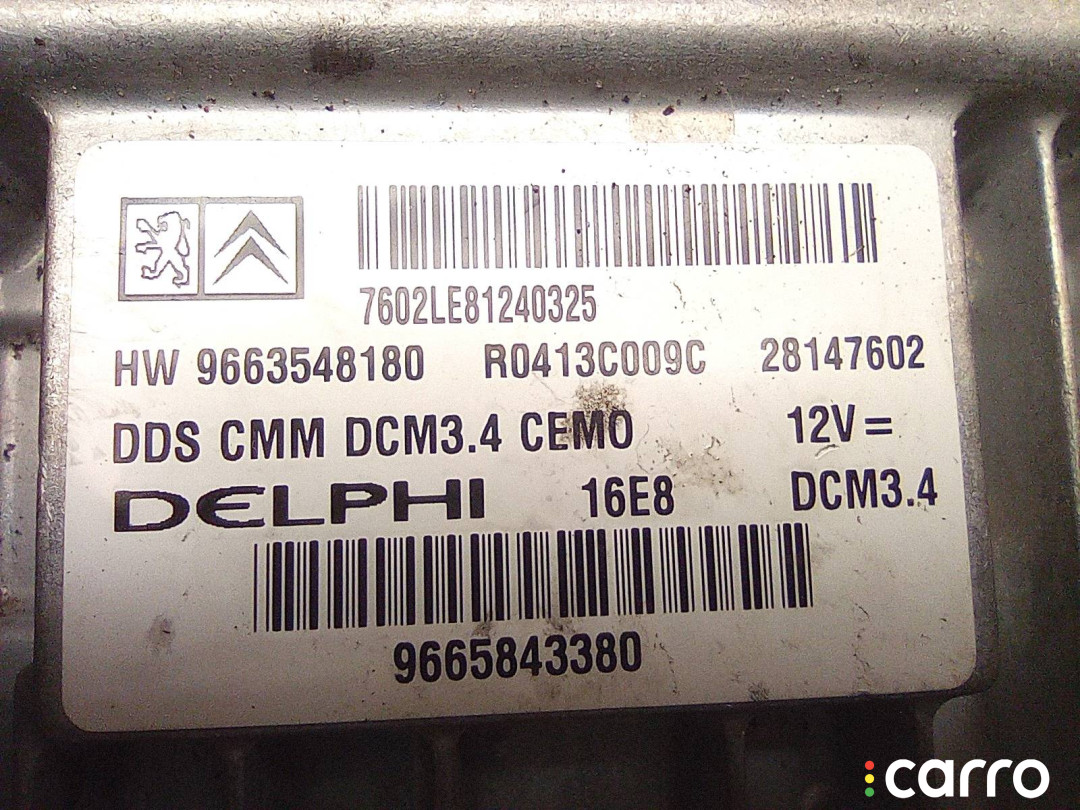 7602LE81240325
HW 9663548180 R0413C009C 28147602
DDS CMM DCM3.4 CEMO 12V=
DELPHI 16E8 DCM3.4
9665843380
carro